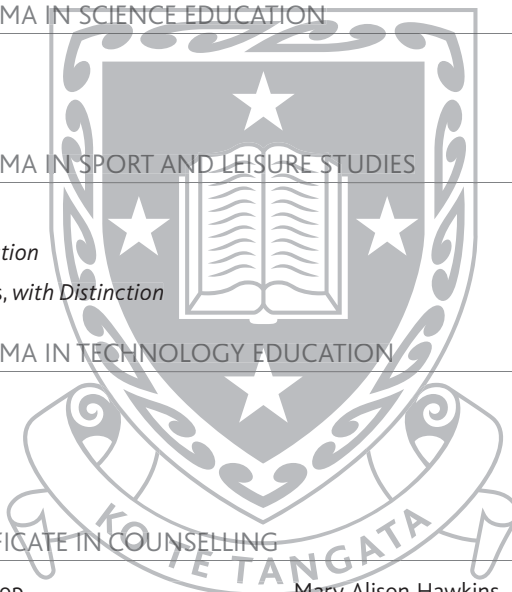 MA IN SCIENCE EDUCATION
MA IN SPORT AND LEISURE STUDIES
tion
s, with Distinction
MA IN TECHNOLOGY EDUCATION
FICATE IN COUNSELLING
KO TE TANGATA
op
Mary Alison Hawkins